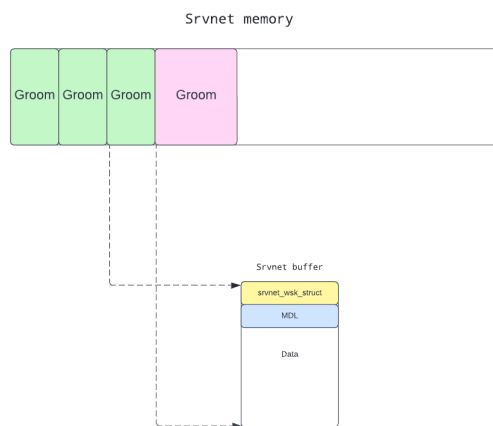 Srvnet memory
Groom Groom Groom Groom
Srvnet buffer
srvnet_wsk_struct
MDL
Data